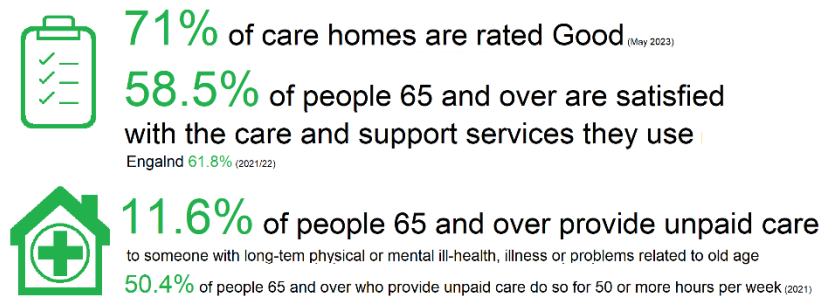 71% of care homes are rated Good (May 2023)
58.5% of people 65 and over are satisfied
with the care and support services they use
Engalnd 61.8% (2021/22)
11.6% of people 65 and over provide unpaid care
to someone with long-tem physical or mental ill-health, illness or problems related to old age
50.4% of people 65 and over who provide unpaid care do so for 50 or more hours per week (2021)